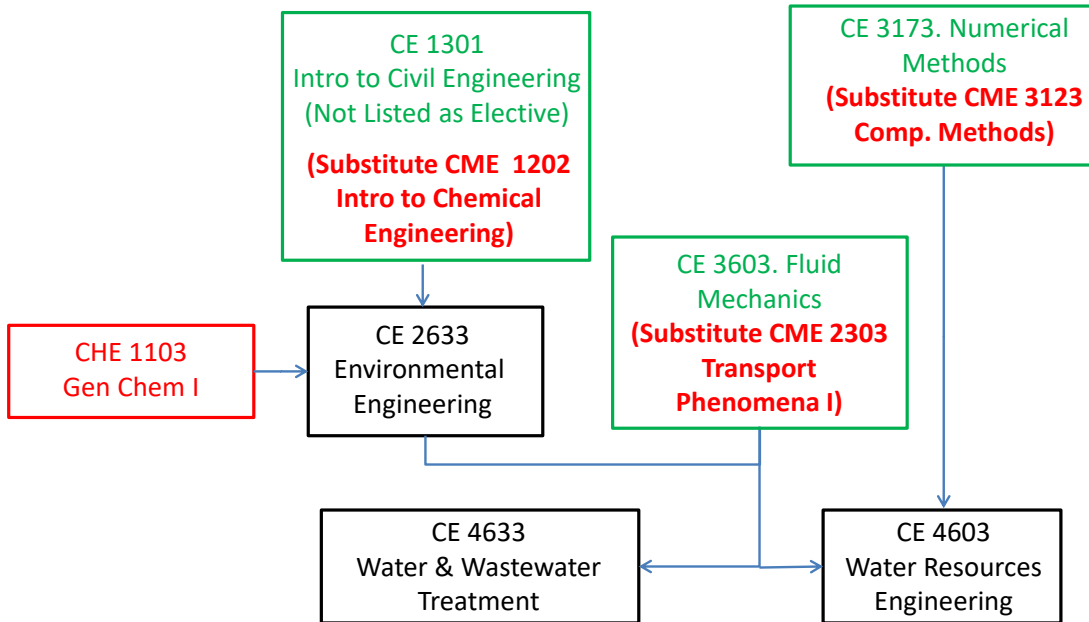 CE 1301
Intro to Civil Engineering
(Not Listed as Elective)
(Substitute CME 1202
Intro to Chemical
Engineering)
CE 3173. Numerical
Methods
(Substitute CME 3123
Comp. Methods)
CE 3603. Fluid
Mechanics
(Substitute CME 2303
Transport
Phenomena I)
CHE 1103
Gen Chem I
CE 2633
Environmental
Engineering
CE 4633
Water & Wastewater
Treatment
CE 4603
Water Resources
Engineering